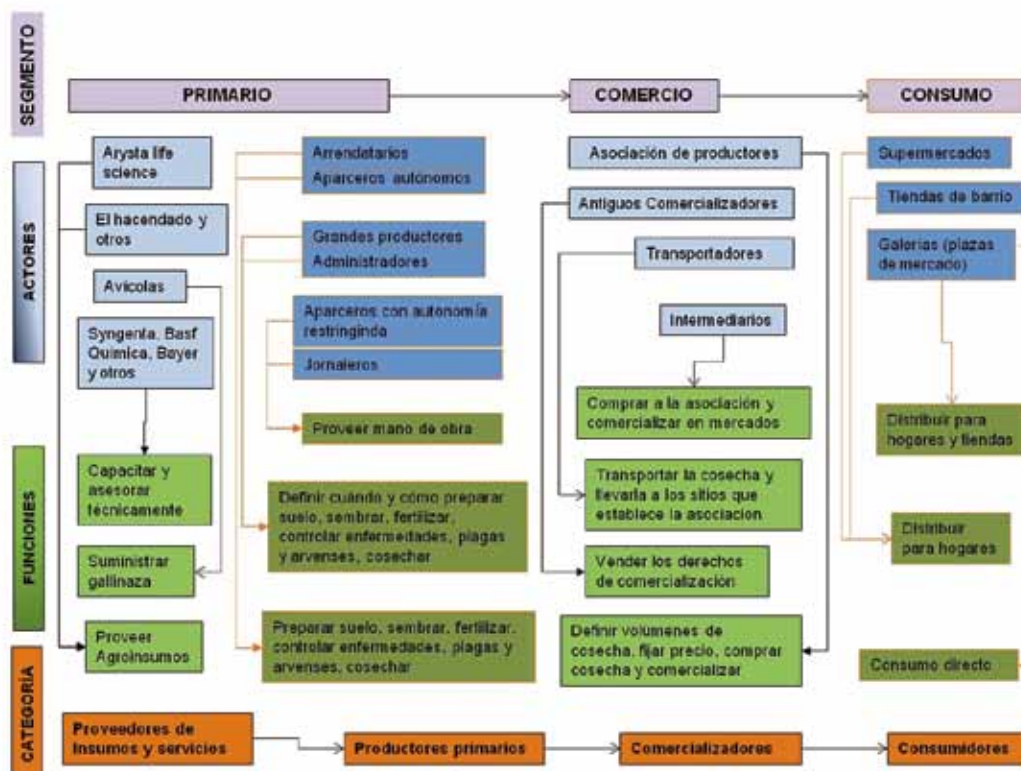 SEGMENTO
PRIMARIO
COMERCIO
CONSUMO
ACTORES
Arysta life
science
El hacendado y
otros
Avícolas
Syngenta, Basf
Química, Bayer
y otros
Arrendatarios
Aparceros autónomos
Grandes productores
Administradores
Aparceros con autonomía
restringinda
Jornaleros
Asociación de productores
Antiguos Comercializadores
Transportadores
Intermediarios
Supermercados
Tiendas de barrio
Galerías (plazas
de mercado)
FUNCIONES
Capacitar y
asesorar
técnicamente
Suministrar
gallinaza
Proveer
Agroinsumos
Proveer mano de obra
Definir cuándo y cómo preparar
suelo, sembrar, fertilizar,
controlar enfermedades, plagas
y arvenses, cosechar
Preparar suelo, sembrar, fertilizar,
controlar enfermedades, plagas y
arvenses, cosechar
Comprar a la asociación y
comercializar en mercados
Transportar la cosecha y
llevarla a los sitios que
establece la asociacion
Vender los derechos
de comercialización
Definir volúmenes de
cosecha, fijar precio, comprar
cosecha y comercializar
Distribuir para
hogares y tiendas
Distribuir
para hogares
Consumo directo
CATEGORÍA
Proveedores de
Insumos y servicios
Productores primarios
Comercializadores
Consumidores